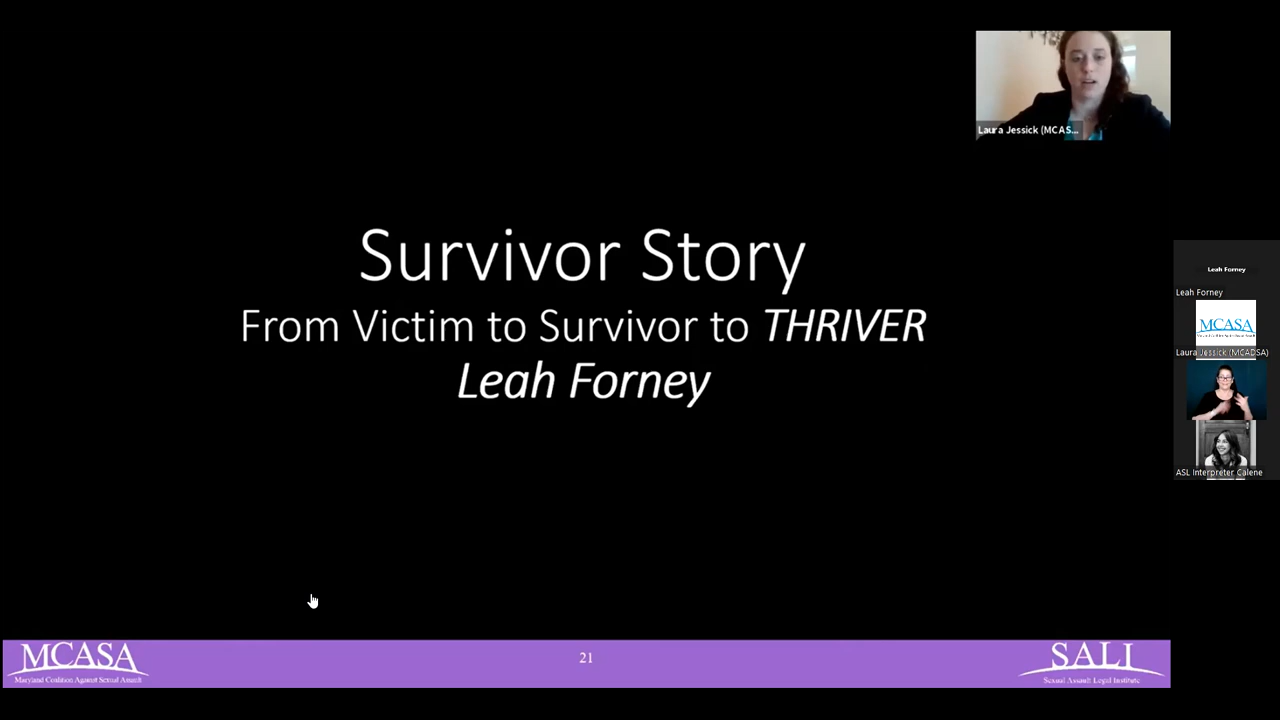 Laura Jessick (MCAS...
Survivor Story
From Victim to Survivor to THRIVER
Leah Forney
Leah Forney
Leah Forney
MCASA
Laura Jessick (MCADSA)
ASL Interpreter Calene
MCASA
Maryland Coalition Against Sexual Assault
21
SALI
Sexual Assault Legal Institute